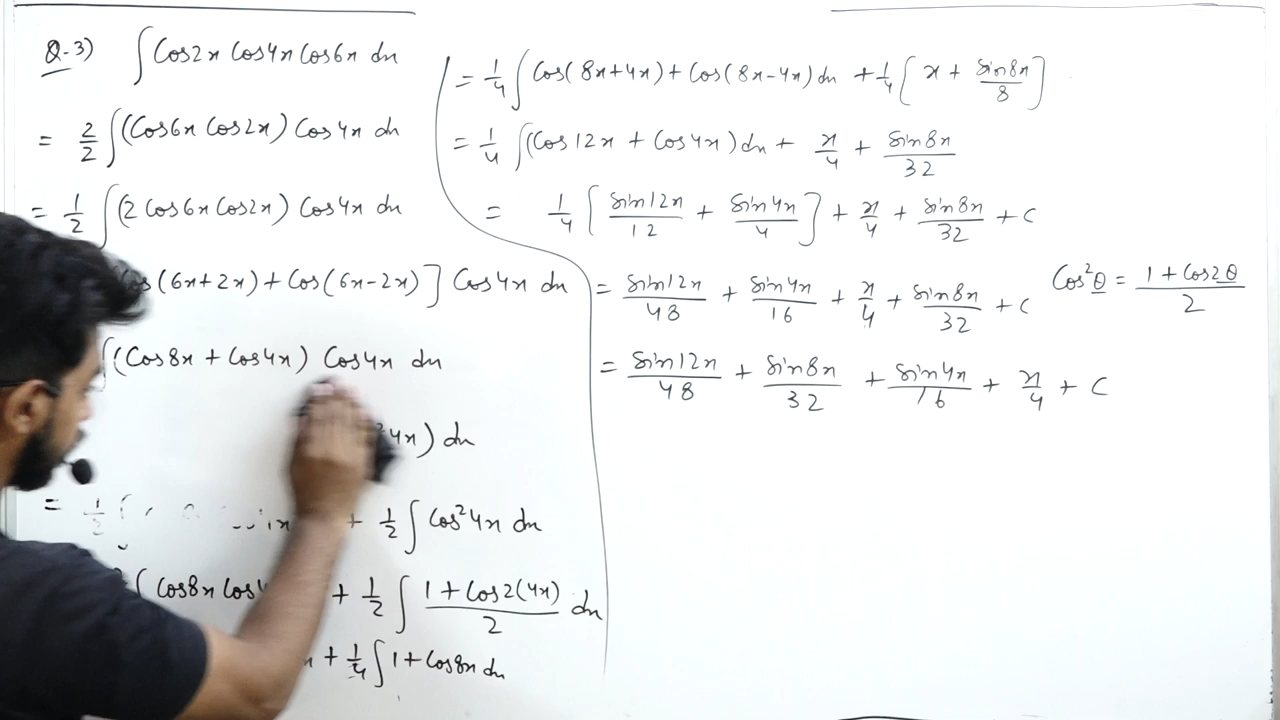 Q-3) ∫ Cos2x Cos4x Cos6x dx
= 2/2 ∫ (Cos6x Cos2x) Cos4x dx
= 1/2 ∫ (2 Cos6x Cos2x) Cos4x dx
(6x+2x) + Cos(6x-2x)] Cos4x dx
∫ (Cos8x + Cos4x) Cos4x dx
4x) dx
= 1/2 ∫ + 1/2 ∫ Cos²4x dx
∫ Cos8x + 1/2 ∫ (1 + Cos2(4x))/2 dx
+ 1/4 ∫ 1 + Cos8x dx
= 1/4 ∫ Cos(8x+4x) + Cos(8x-4x) dx + 1/4 [x + Sin8x/8]
= 1/4 ∫ (Cos12x + Cos4x) dx + x/4 + Sin8x/32
= 1/4 [Sin12x/12 + Sin4x/4] + x/4 + Sin8x/32 + C
= Sin12x/48 + Sin4x/16 + x/4 + Sin8x/32 + C
= Sin12x/48 + Sin8x/32 + Sin4x/16 + x/4 + C
Cos²θ = (1 + Cos2θ)/2